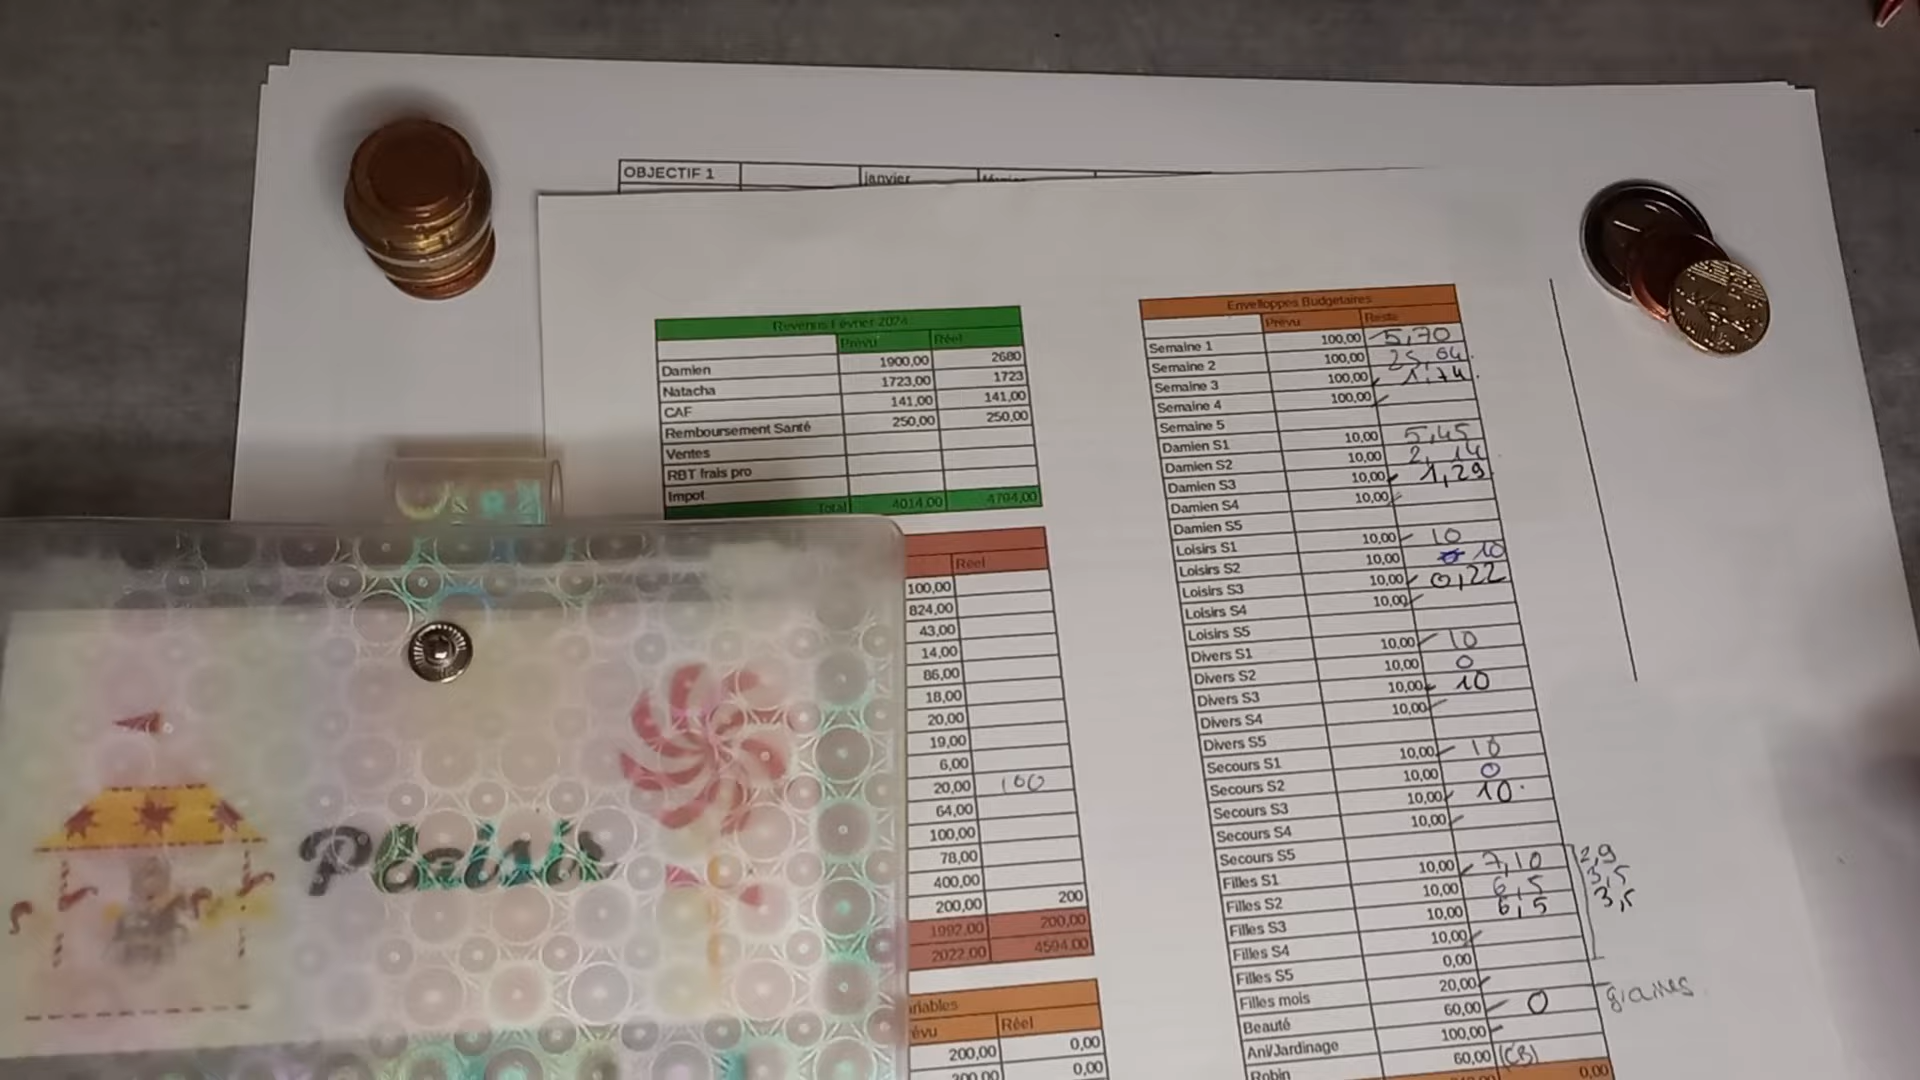 OBJECTIF 1 janvier
Revenus Février 2024
Prévu Réel
Damien 1900,00 2680
Natacha 1723,00 1723
CAF 141,00 141,00
Remboursement Santé 250,00 250,00
Ventes
RBT frais pro
Impot
Total 4014,00 4794,00
Réel
100,00
824,00
43,00
14,00
86,00
18,00
20,00
19,00
6,00
20,00 100
64,00
100,00
78,00
400,00
200,00 200
1992,00 200,00
2022,00 4594,00
ariables
évu Réel
200,00 0,00
200,00 0,00
Envelloppes Budgetaires
Prévu Reste
Semaine 1 100,00 5,70
Semaine 2 100,00 25,64
Semaine 3 100,00 1,74
Semaine 4 100,00
Semaine 5
Damien S1 10,00 5,45
Damien S2 10,00 2,14
Damien S3 10,00 1,29
Damien S4 10,00
Damien S5
Loisirs S1 10,00 10
Loisirs S2 10,00 10
Loisirs S3 10,00 0,22
Loisirs S4 10,00
Loisirs S5
Divers S1 10,00 10
Divers S2 10,00 0
Divers S3 10,00 10
Divers S4 10,00
Divers S5
Secours S1 10,00 10
Secours S2 10,00 0
Secours S3 10,00 10
Secours S4 10,00
Secours S5
Filles S1 10,00 7,10 2,9
Filles S2 10,00 6,5 3,5
Filles S3 10,00 6,5 3,5
Filles S4 10,00
Filles S5 0,00
Filles mois 20,00
Beauté 60,00 0 graines
Ani/Jardinage 100,00
Robin 60,00 (CB)
0,00
Plaisir